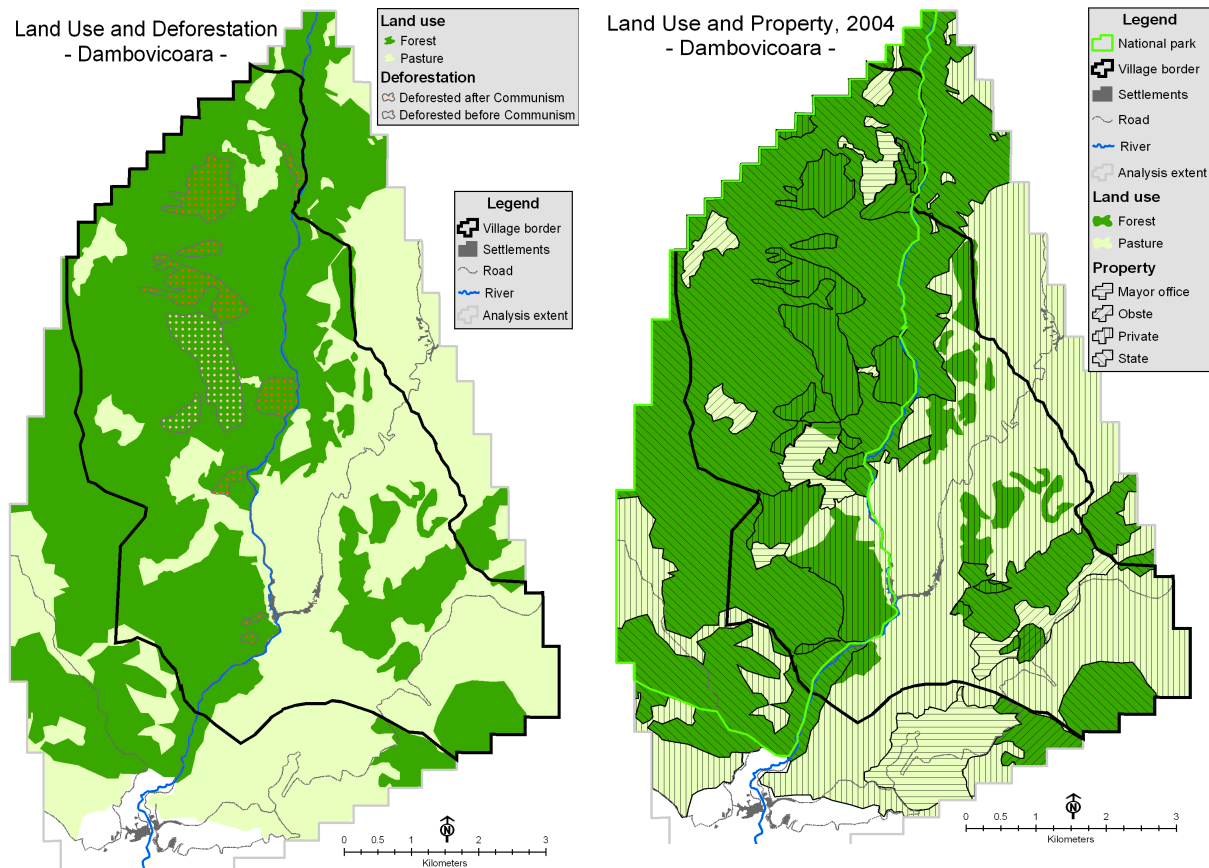 Land Use and Deforestation
- Dambovicoara -
Land use
Forest
Pasture
Deforestation
Deforested after Communism
Deforested before Communism
Legend
Village border
Settlements
Road
River
Analysis extent
N
0 0.5 1 2 3
Kilometers
Land Use and Property, 2004
- Dambovicoara -
Legend
National park
Village border
Settlements
Road
River
Analysis extent
Land use
Forest
Pasture
Property
Mayor office
Obste
Private
State
N
0 0.5 1 2 3
Kilometers